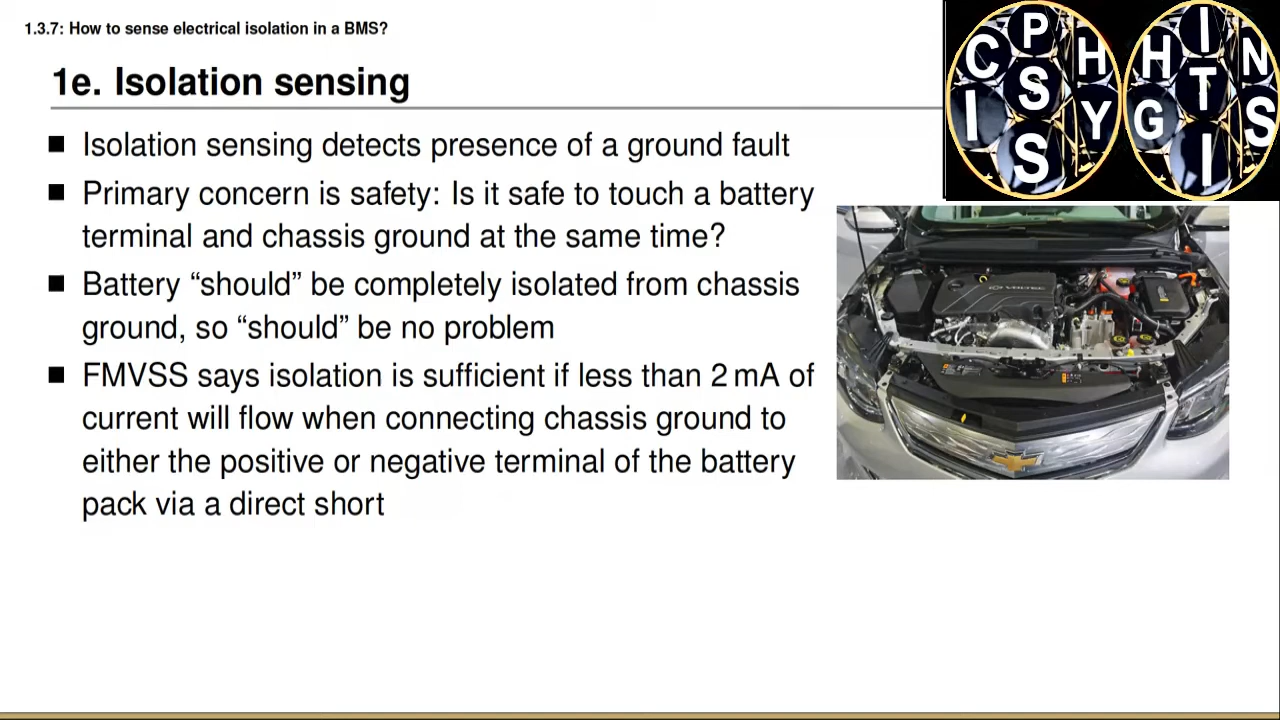 1.3.7: How to sense electrical isolation in a BMS?
1e. Isolation sensing
■ Isolation sensing detects presence of a ground fault
■ Primary concern is safety: Is it safe to touch a battery
terminal and chassis ground at the same time?
■ Battery “should” be completely isolated from chassis
ground, so “should” be no problem
■ FMVSS says isolation is sufficient if less than 2 mA of
current will flow when connecting chassis ground to
either the positive or negative terminal of the battery
pack via a direct short
C P H
I S Y
S
H I N
G T S
I
VOLTEC